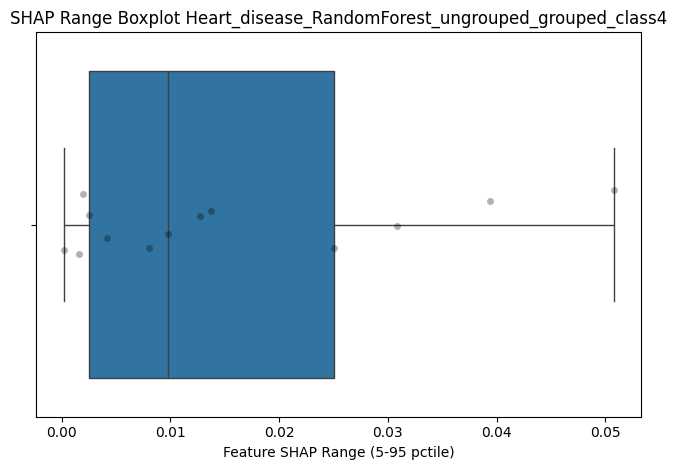 SHAP Range Boxplot Heart_disease_RandomForest_ungrouped_grouped_class4
0.00 0.01 0.02 0.03 0.04 0.05
Feature SHAP Range (5-95 pctile)